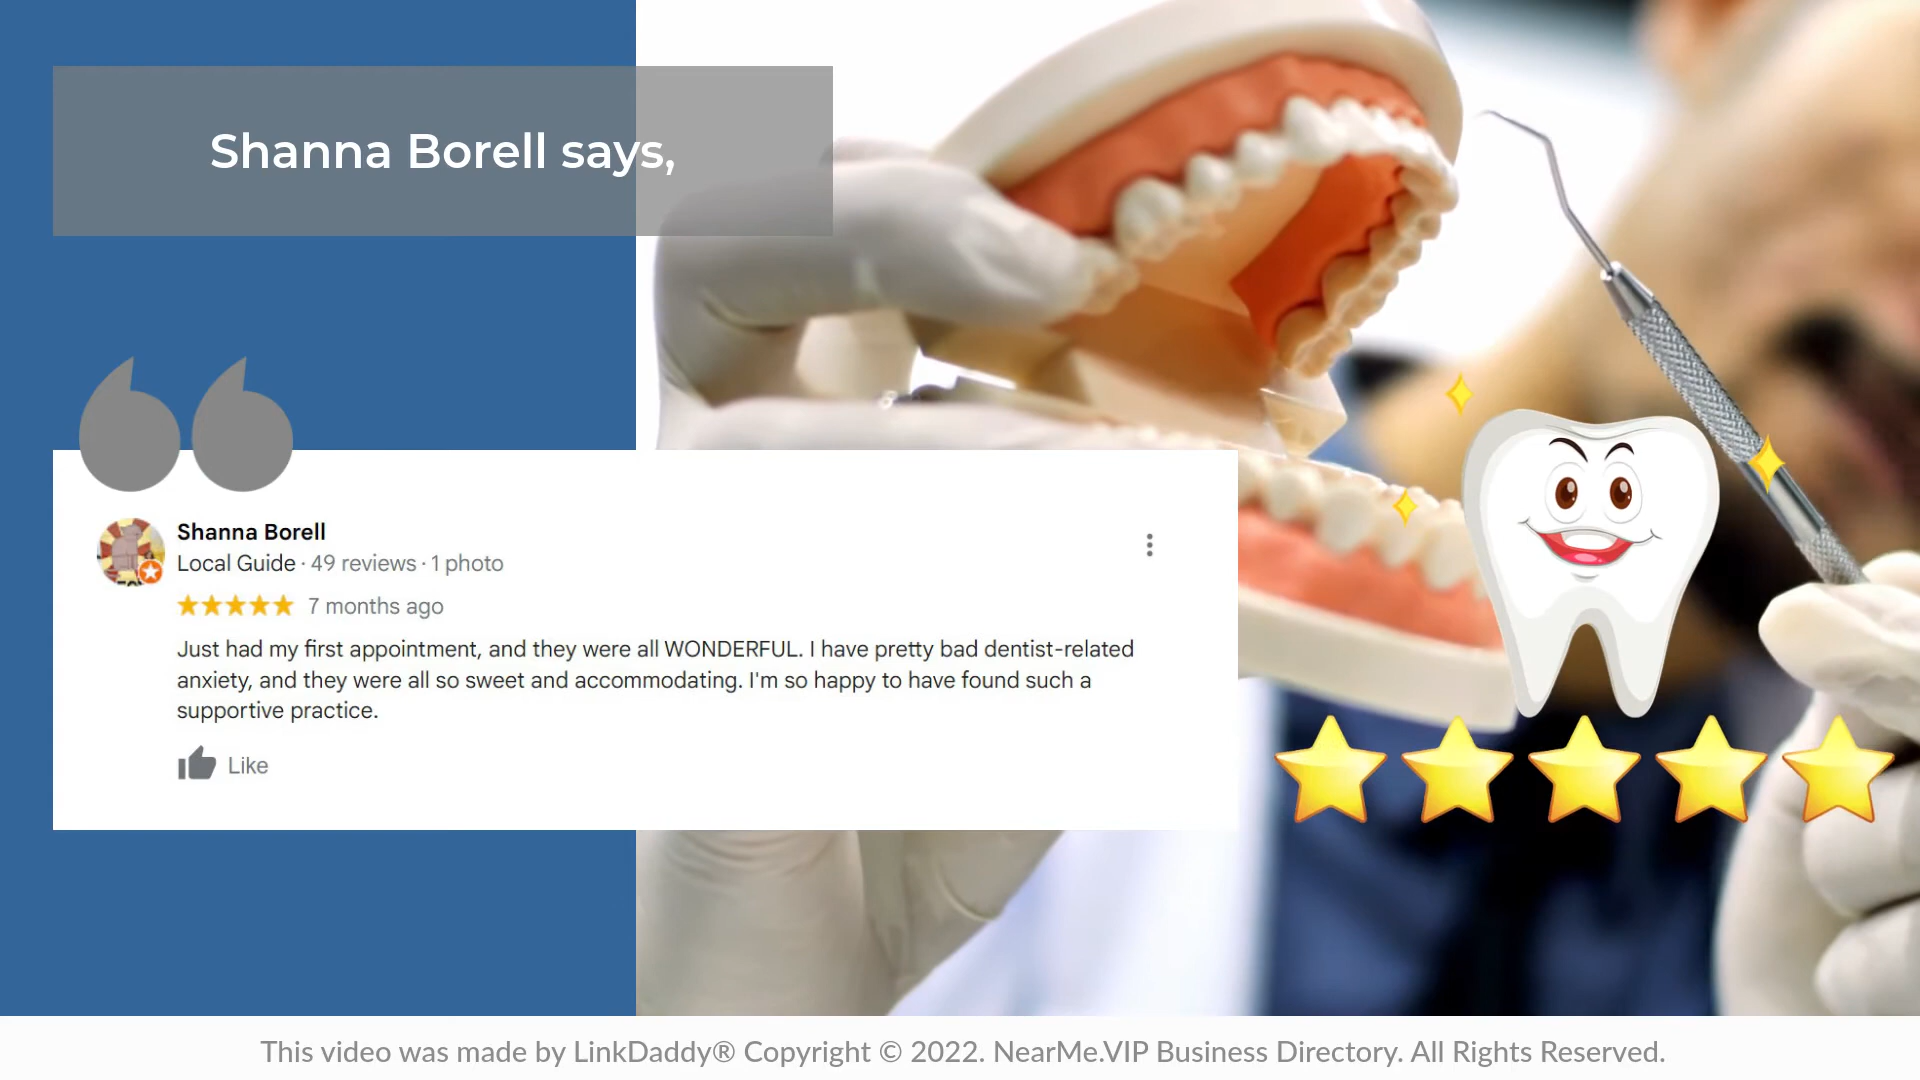 Shanna Borell says,
Shanna Borell
Local Guide · 49 reviews · 1 photo
7 months ago
Just had my first appointment, and they were all WONDERFUL. I have pretty bad dentist-related
anxiety, and they were all so sweet and accommodating. I'm so happy to have found such a
supportive practice.
Like
This video was made by LinkDaddy® Copyright © 2022. NearMe.VIP Business Directory. All Rights Reserved.